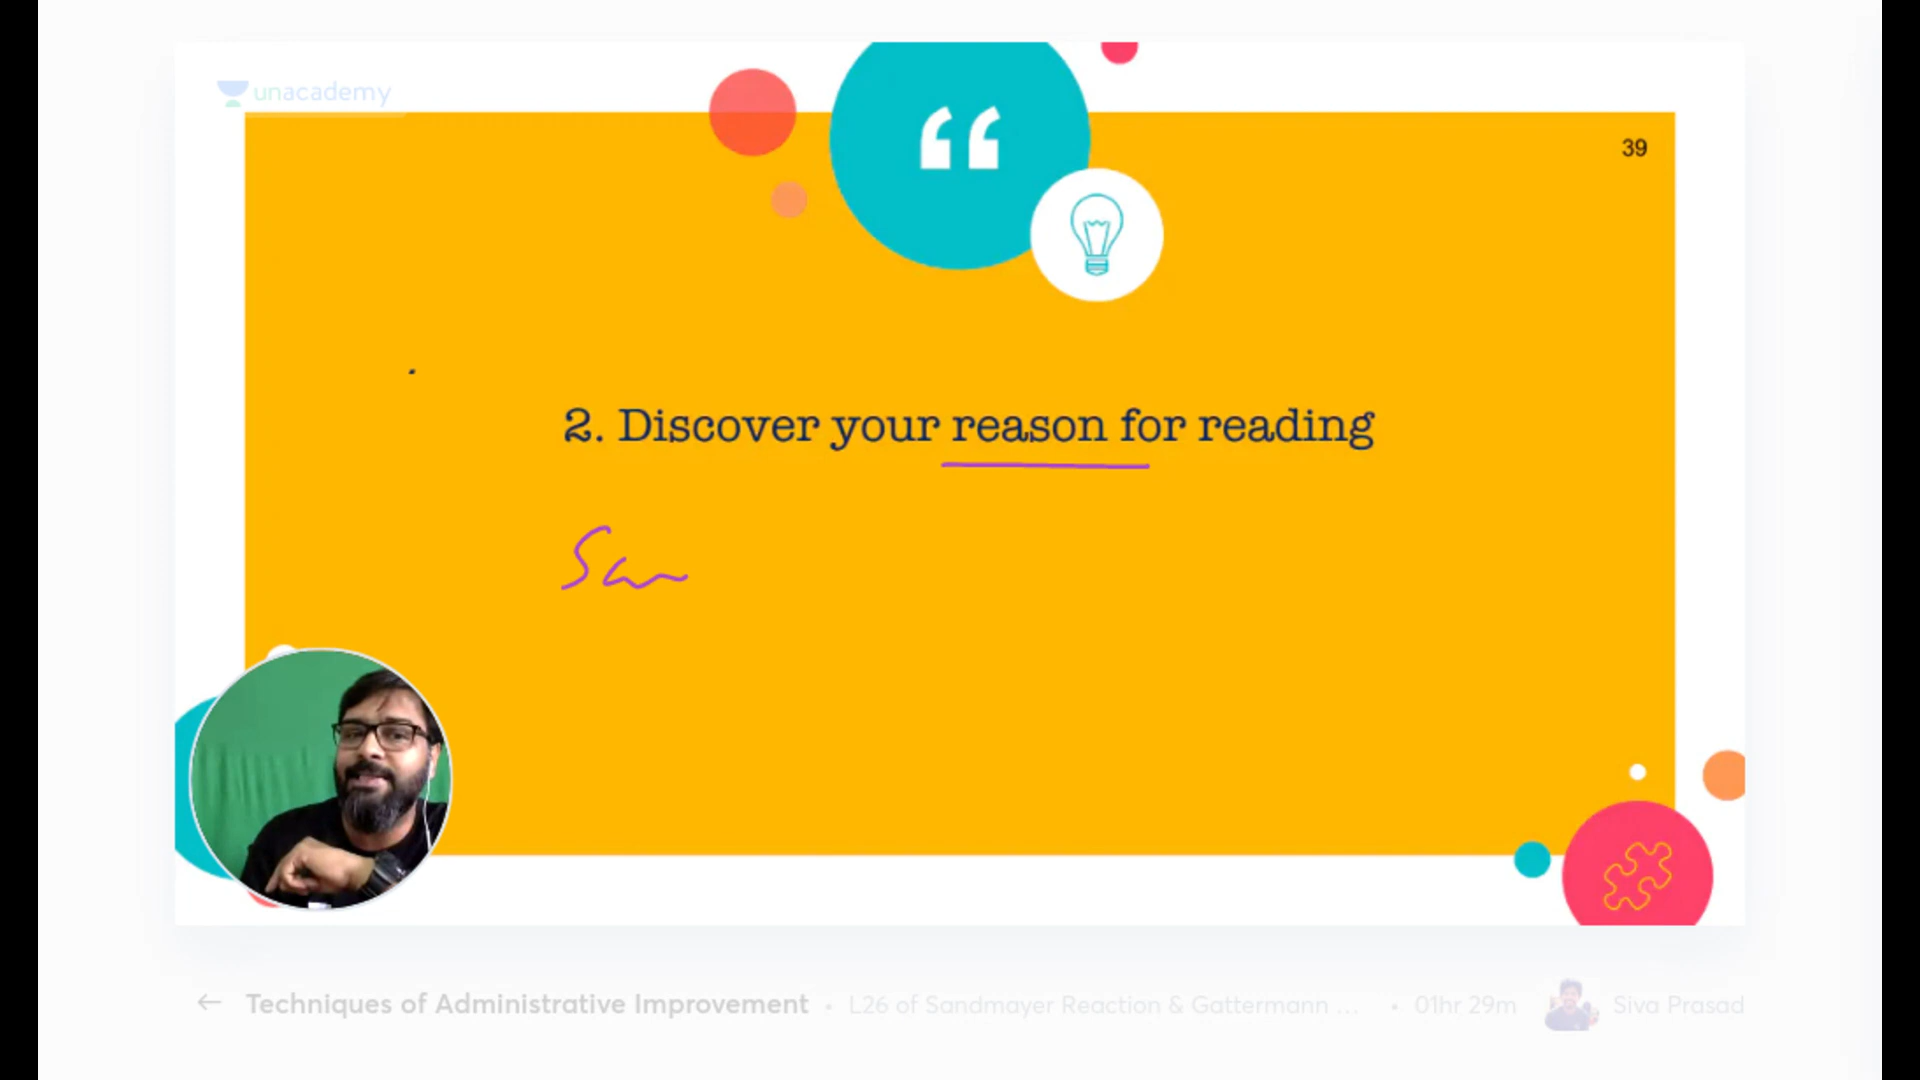 unacademy
“
39
2. Discover your reason for reading
← Techniques of Administrative Improvement • L26 of Sandmayer Reaction & Gattermann ... • 01hr 29m Siva Prasad